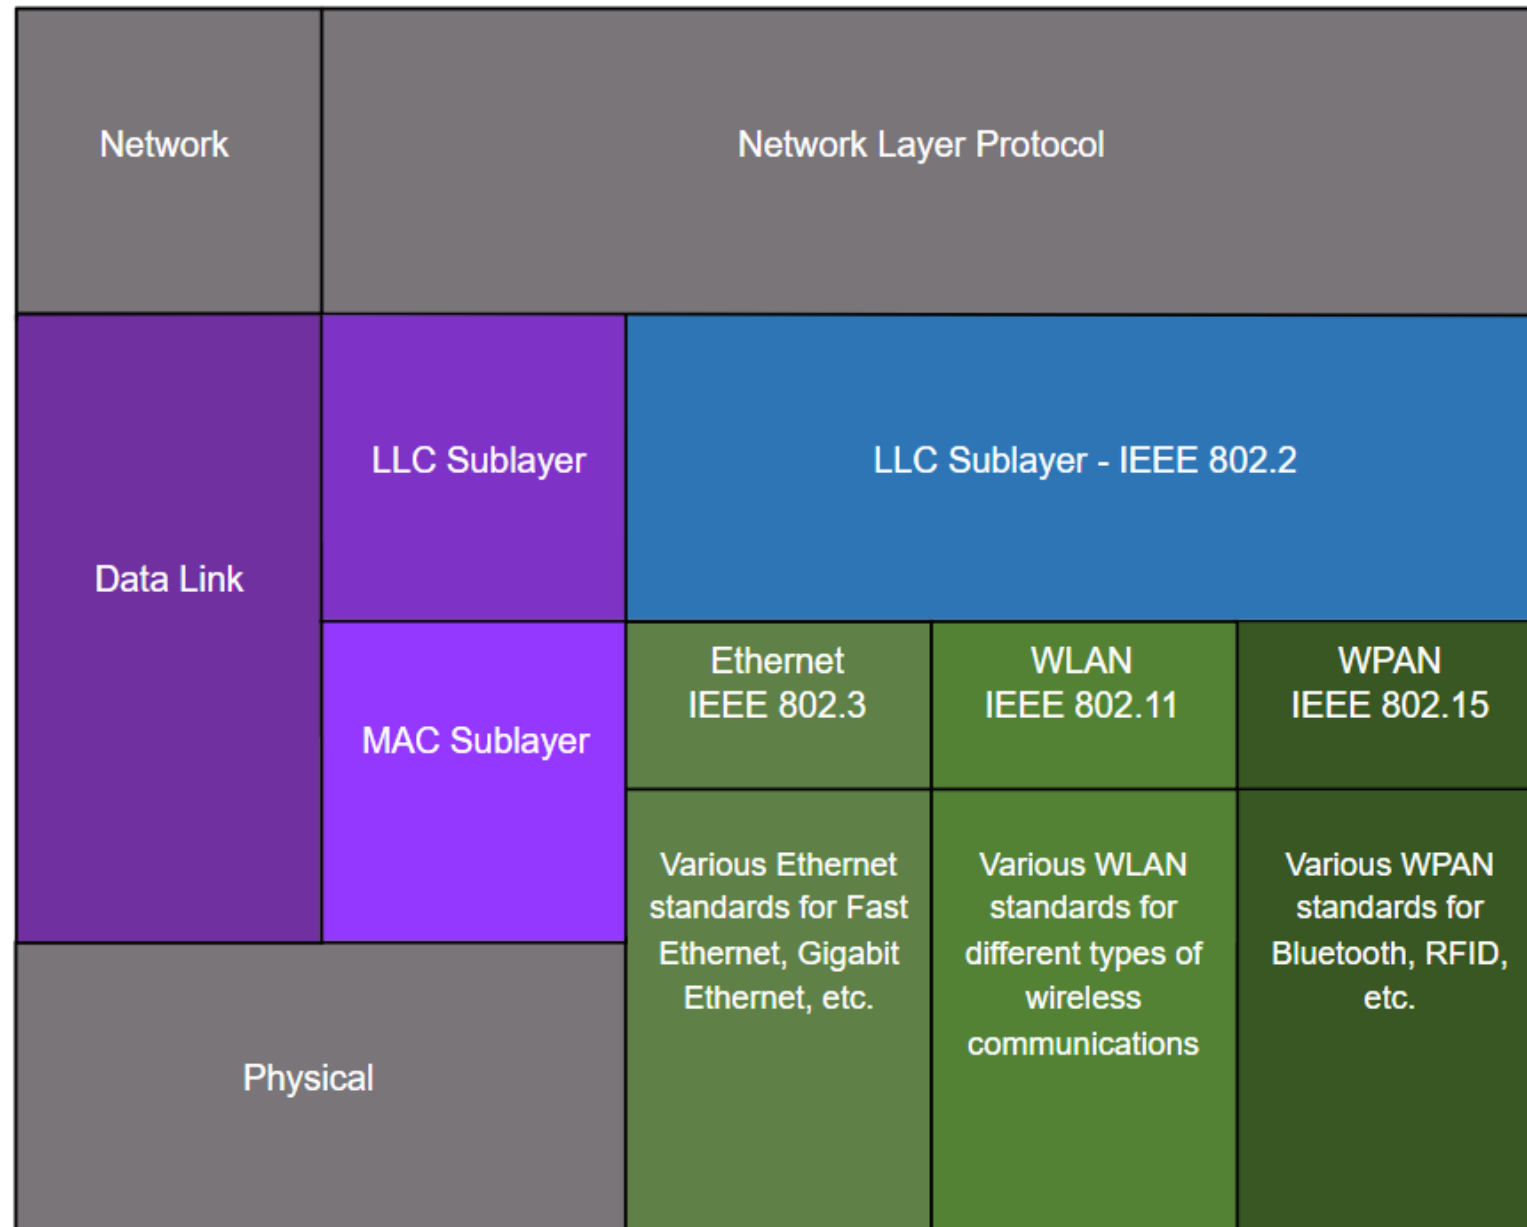 Network
Network Layer Protocol
Data Link
LLC Sublayer
LLC Sublayer - IEEE 802.2
MAC Sublayer
Ethernet
IEEE 802.3
WLAN
IEEE 802.11
WPAN
IEEE 802.15
Various Ethernet
standards for Fast
Ethernet, Gigabit
Ethernet, etc.
Various WLAN
standards for
different types of
wireless
communications
Various WPAN
standards for
Bluetooth, RFID,
etc.
Physical